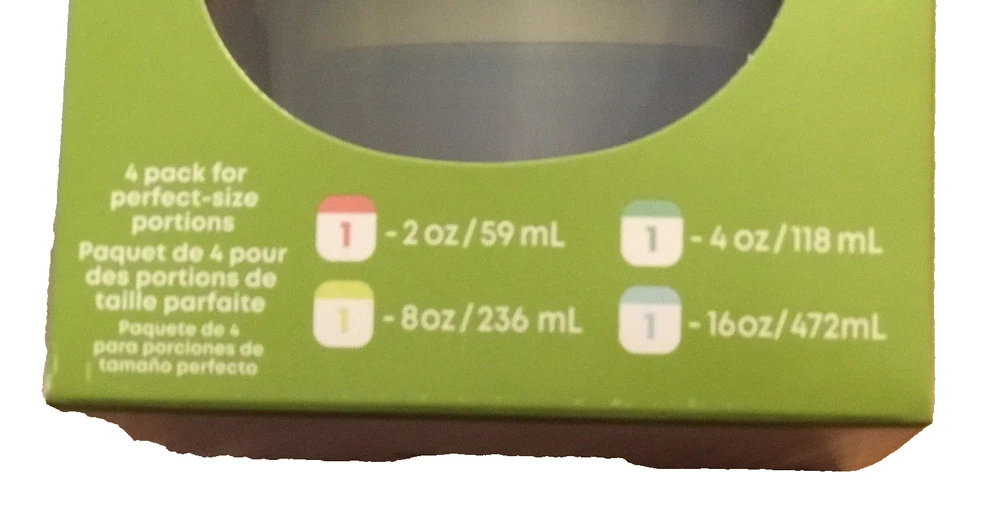 4 pack for
perfect-size
portions
Paquet de 4 pour
des portions de
taille parfaite
Paquete de 4
para porciones de
tamaño perfecto
1 - 2 oz/59 mL
1 - 4 oz/118 mL
1 - 8oz/236 mL
1 - 16oz/472mL